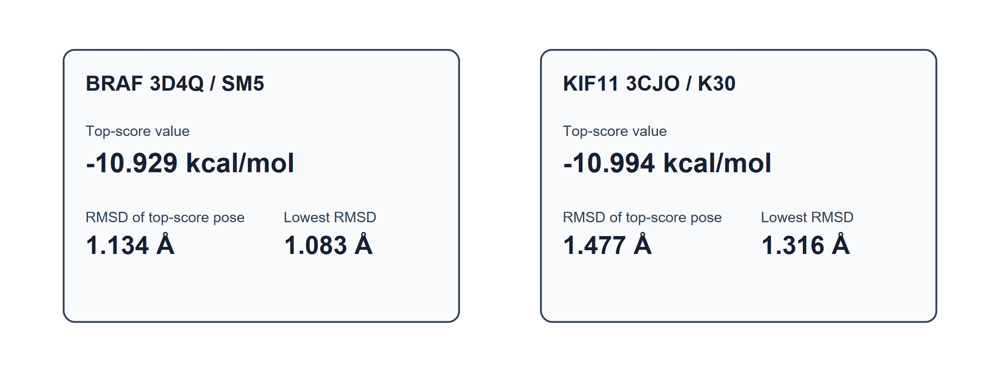 BRAF 3D4Q / SM5
Top-score value
-10.929 kcal/mol
RMSD of top-score pose
1.134 Å
Lowest RMSD
1.083 Å
KIF11 3CJO / K30
Top-score value
-10.994 kcal/mol
RMSD of top-score pose
1.477 Å
Lowest RMSD
1.316 Å